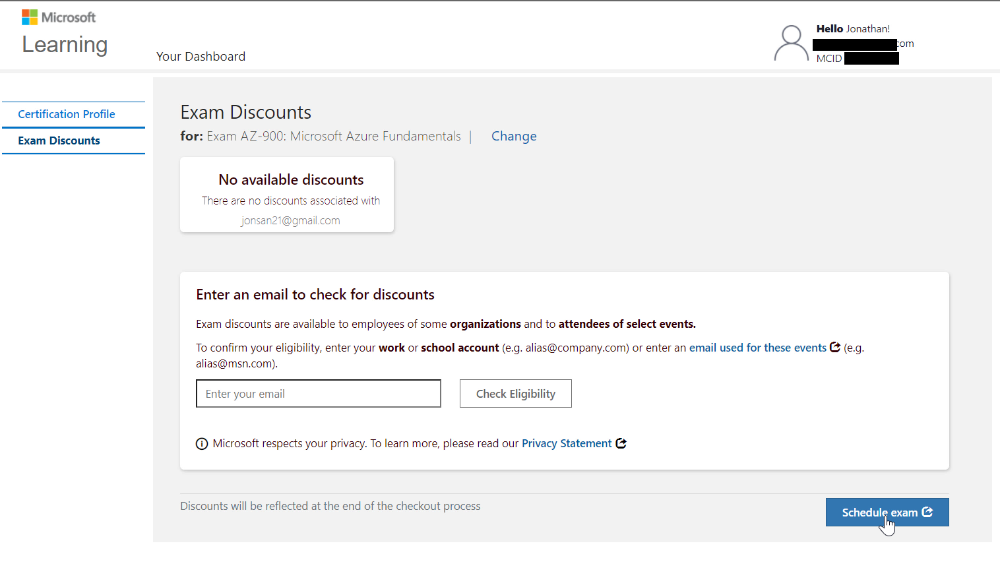 Microsoft
Learning
Your Dashboard
Hello Jonathan!
com
MCID
Certification Profile
Exam Discounts
Exam Discounts
for: Exam AZ-900: Microsoft Azure Fundamentals | Change
No available discounts
There are no discounts associated with
jonsan21@gmail.com
Enter an email to check for discounts
Exam discounts are available to employees of some organizations and to attendees of select events.
To confirm your eligibility, enter your work or school account (e.g. alias@company.com) or enter an email used for these events (e.g.
alias@msn.com).
Enter your email
Check Eligibility
Microsoft respects your privacy. To learn more, please read our Privacy Statement
Discounts will be reflected at the end of the checkout process
Schedule exam